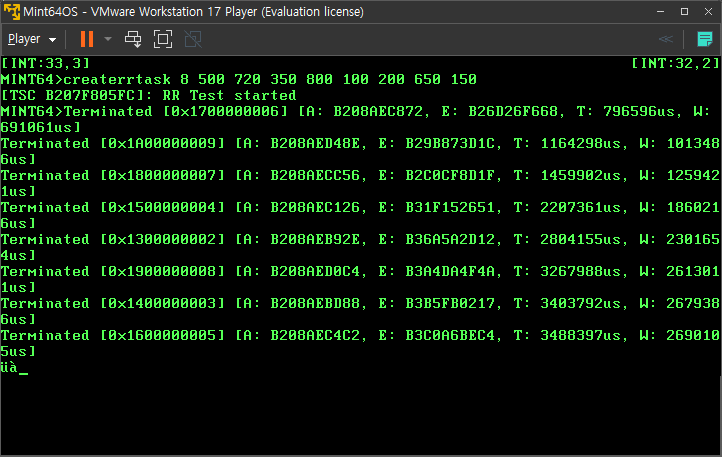 Mint64OS - VMware Workstation 17 Player (Evaluation license)
Player
[INT:33,3] [INT:32,2]
MINT64>createrrtask 8 500 720 350 800 100 200 650 150
[TSC B207F805FC]: RR Test started
MINT64>Terminated [0x1700000006] [A: B208AEC872, E: B26D26F668, T: 796596us, W:
691061us]
Terminated [0x1A00000009] [A: B208AED48E, E: B29B873D1C, T: 1164298us, W: 101348
6us]
Terminated [0x1800000007] [A: B208AECC56, E: B2C0CF8D1F, T: 1459902us, W: 125942
1us]
Terminated [0x1500000004] [A: B208AEC126, E: B31F152651, T: 2207361us, W: 186021
6us]
Terminated [0x1300000002] [A: B208AEB92E, E: B36A5A2D12, T: 2804155us, W: 230165
4us]
Terminated [0x1900000008] [A: B208AED0C4, E: B3A4DA4F4A, T: 3267988us, W: 261301
1us]
Terminated [0x1400000003] [A: B208AEBD88, E: B3B5FB0217, T: 3403792us, W: 267938
6us]
Terminated [0x1600000005] [A: B208AEC4C2, E: B3C0A6BEC4, T: 3488397us, W: 269010
5us]
üà_